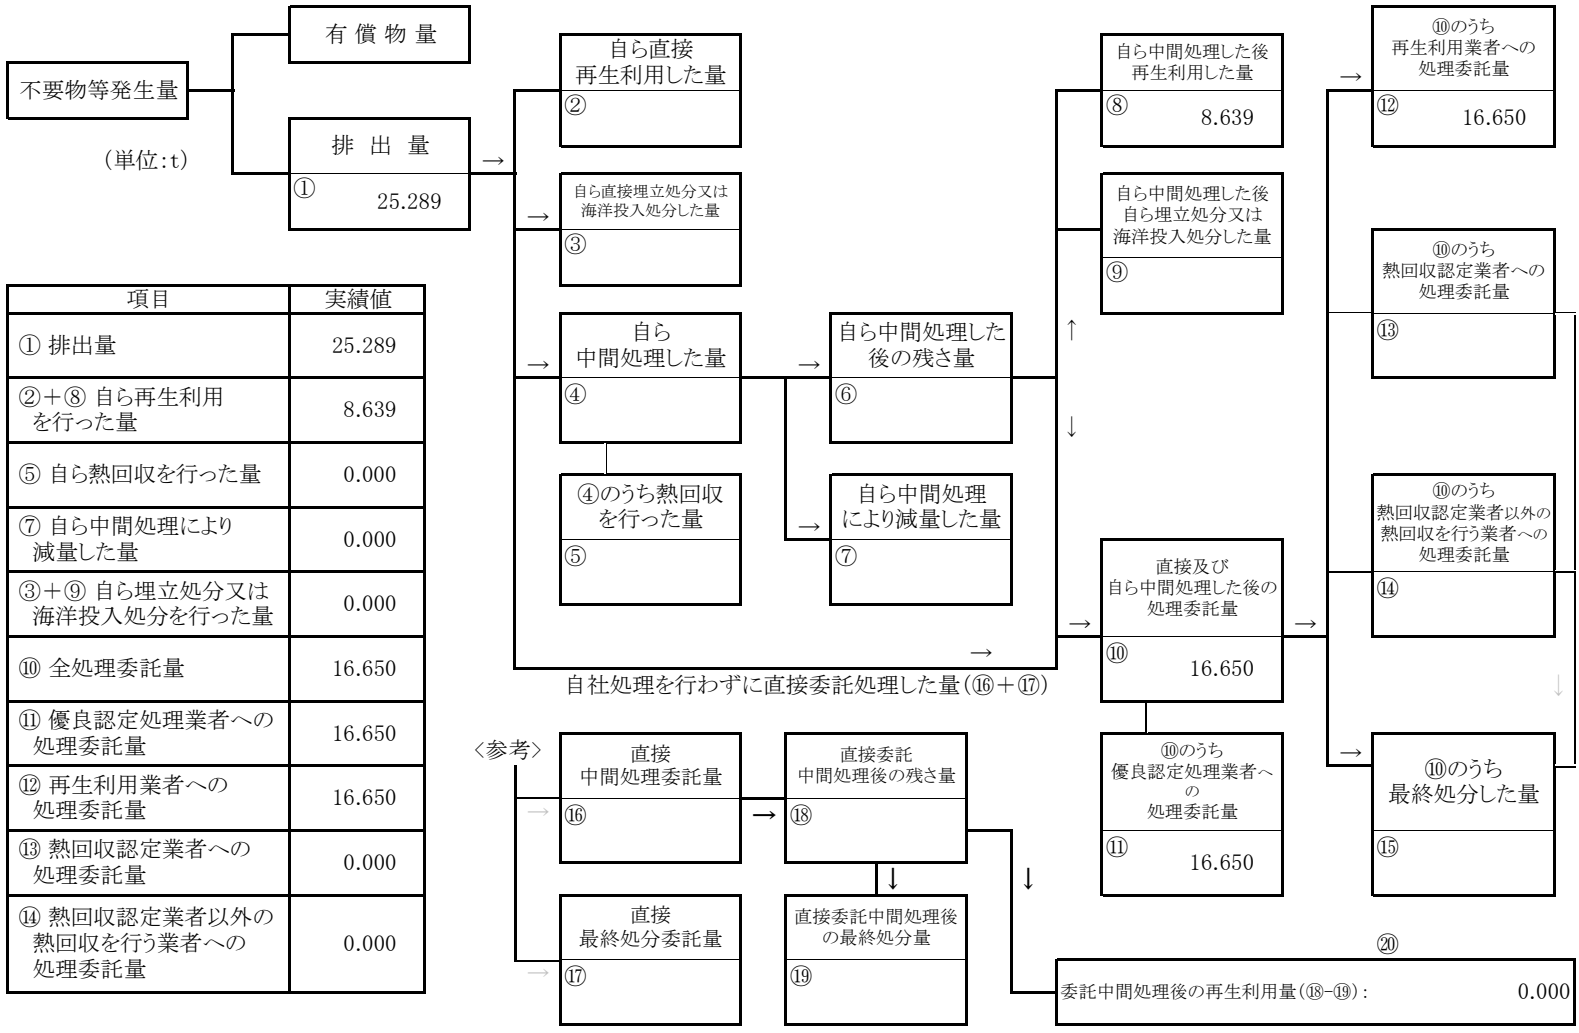 不要物等発生量
(単位:t)
有 償 物 量
排 出 量
① 25.289
→
自ら直接
再生利用した量
②
→
自ら直接埋立処分又は
海洋投入処分した量
③
→
自ら
中間処理した量
④
④のうち熱回収
を行った量
⑤
→
自ら中間処理した
後の残さ量
⑥
→
自ら中間処理
により減量した量
⑦
↑
↓
自ら中間処理した後
再生利用した量
⑧ 8.639
自ら中間処理した後
自ら埋立処分又は
海洋投入処分した量
⑨
→
自社処理を行わずに直接委託処理した量(⑯+⑰)
→
直接及び
自ら中間処理した後の
処理委託量
⑩ 16.650
⑩のうち
優良認定処理業者へ
の
処理委託量
⑪ 16.650
→
→
⑩のうち
再生利用業者への
処理委託量
⑫ 16.650
⑩のうち
熱回収認定業者への
処理委託量
⑬
⑩のうち
熱回収認定業者以外の
熱回収を行う業者への
処理委託量
⑭
↓
→
⑩のうち
最終処分した量
⑮
項目 実績値
① 排出量 25.289
②+⑧ 自ら再生利用
を行った量 8.639
⑤ 自ら熱回収を行った量 0.000
⑦ 自ら中間処理により
減量した量 0.000
③+⑨ 自ら埋立処分又は
海洋投入処分を行った量 0.000
⑩ 全処理委託量 16.650
⑪ 優良認定処理業者への
処理委託量 16.650
⑫ 再生利用業者への
処理委託量 16.650
⑬ 熱回収認定業者への
処理委託量 0.000
⑭ 熱回収認定業者以外の
熱回収を行う業者への
処理委託量 0.000
<参考>
→
直接
中間処理委託量
⑯
→
直接委託
中間処理後の残さ量
⑱
→
直接
最終処分委託量
⑰
↓
直接委託中間処理後
の最終処分量
⑲
↓
⑳
委託中間処理後の再生利用量(⑱-⑲): 0.000